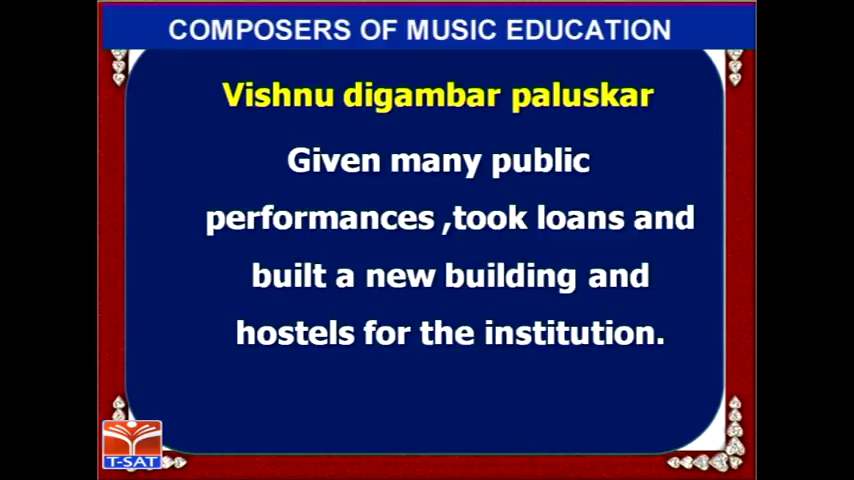 COMPOSERS OF MUSIC EDUCATION
Vishnu digambar paluskar
Given many public
performances ,took loans and
built a new building and
hostels for the institution.
T-SAT